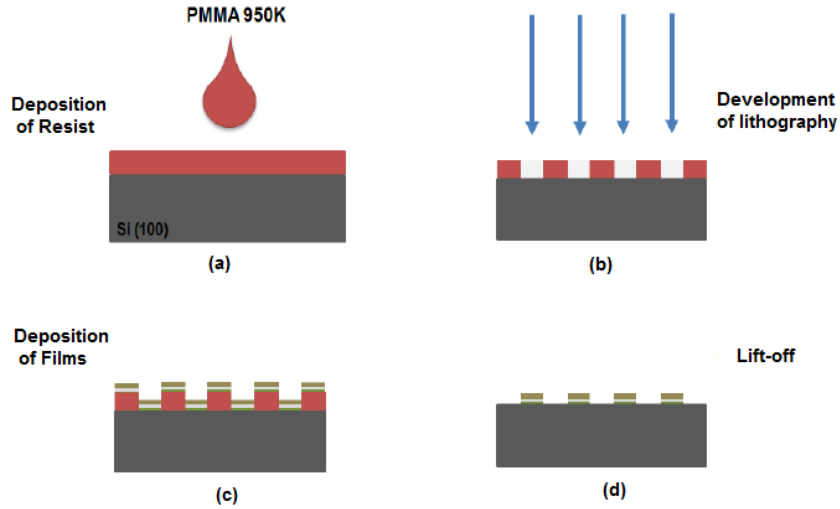 PMMA 950K
Deposition
of Resist
Si (100)
(a)
Development
of lithography
(b)
Deposition
of Films
(c)
Lift-off
(d)